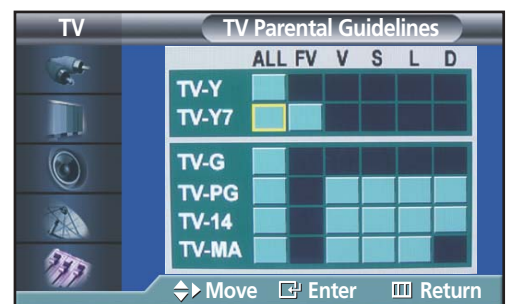 TV
TV Parental Guidelines
ALL FV V S L D
TV-Y
TV-Y7
TV-G
TV-PG
TV-14
TV-MA
Move Enter Return